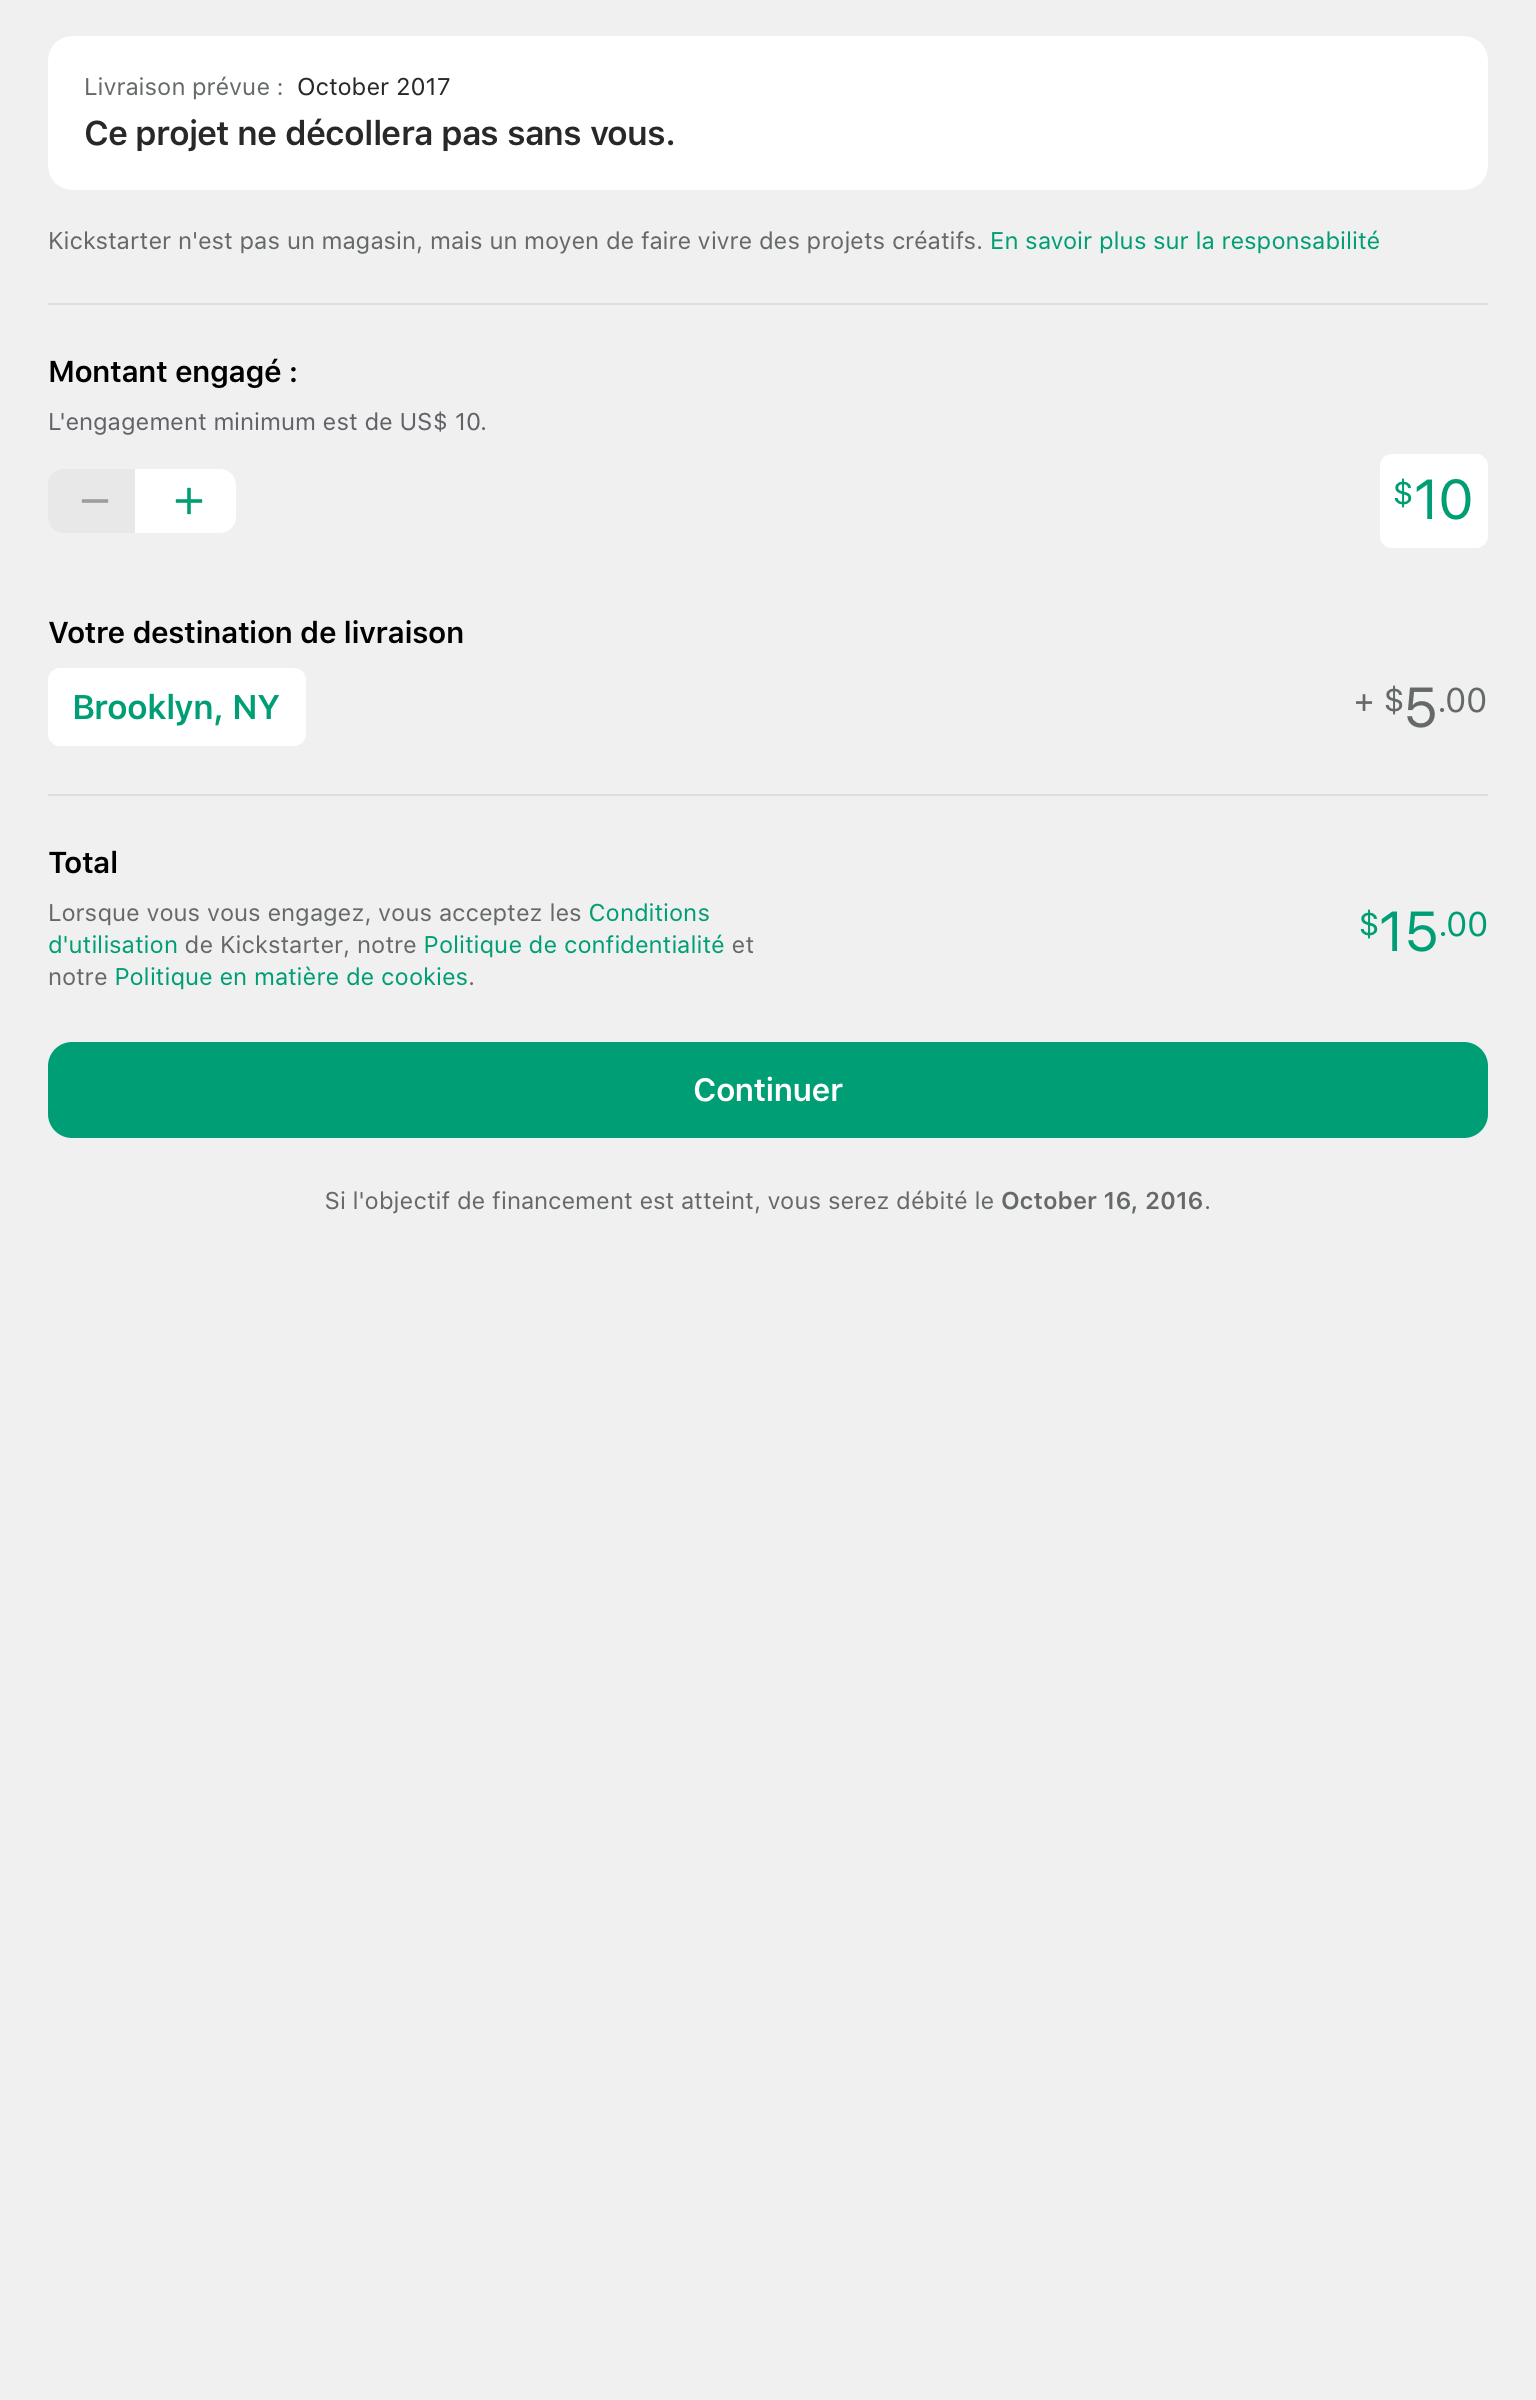 Livraison prévue : October 2017
Ce projet ne décollera pas sans vous.
Kickstarter n'est pas un magasin, mais un moyen de faire vivre des projets créatifs. En savoir plus sur la responsabilité
Montant engagé :
L'engagement minimum est de US$ 10.
$10
Votre destination de livraison
Brooklyn, NY
+ $5.00
Total
Lorsque vous vous engagez, vous acceptez les Conditions
d'utilisation de Kickstarter, notre Politique de confidentialité et
notre Politique en matière de cookies.
$15.00
Continuer
Si l'objectif de financement est atteint, vous serez débité le October 16, 2016.